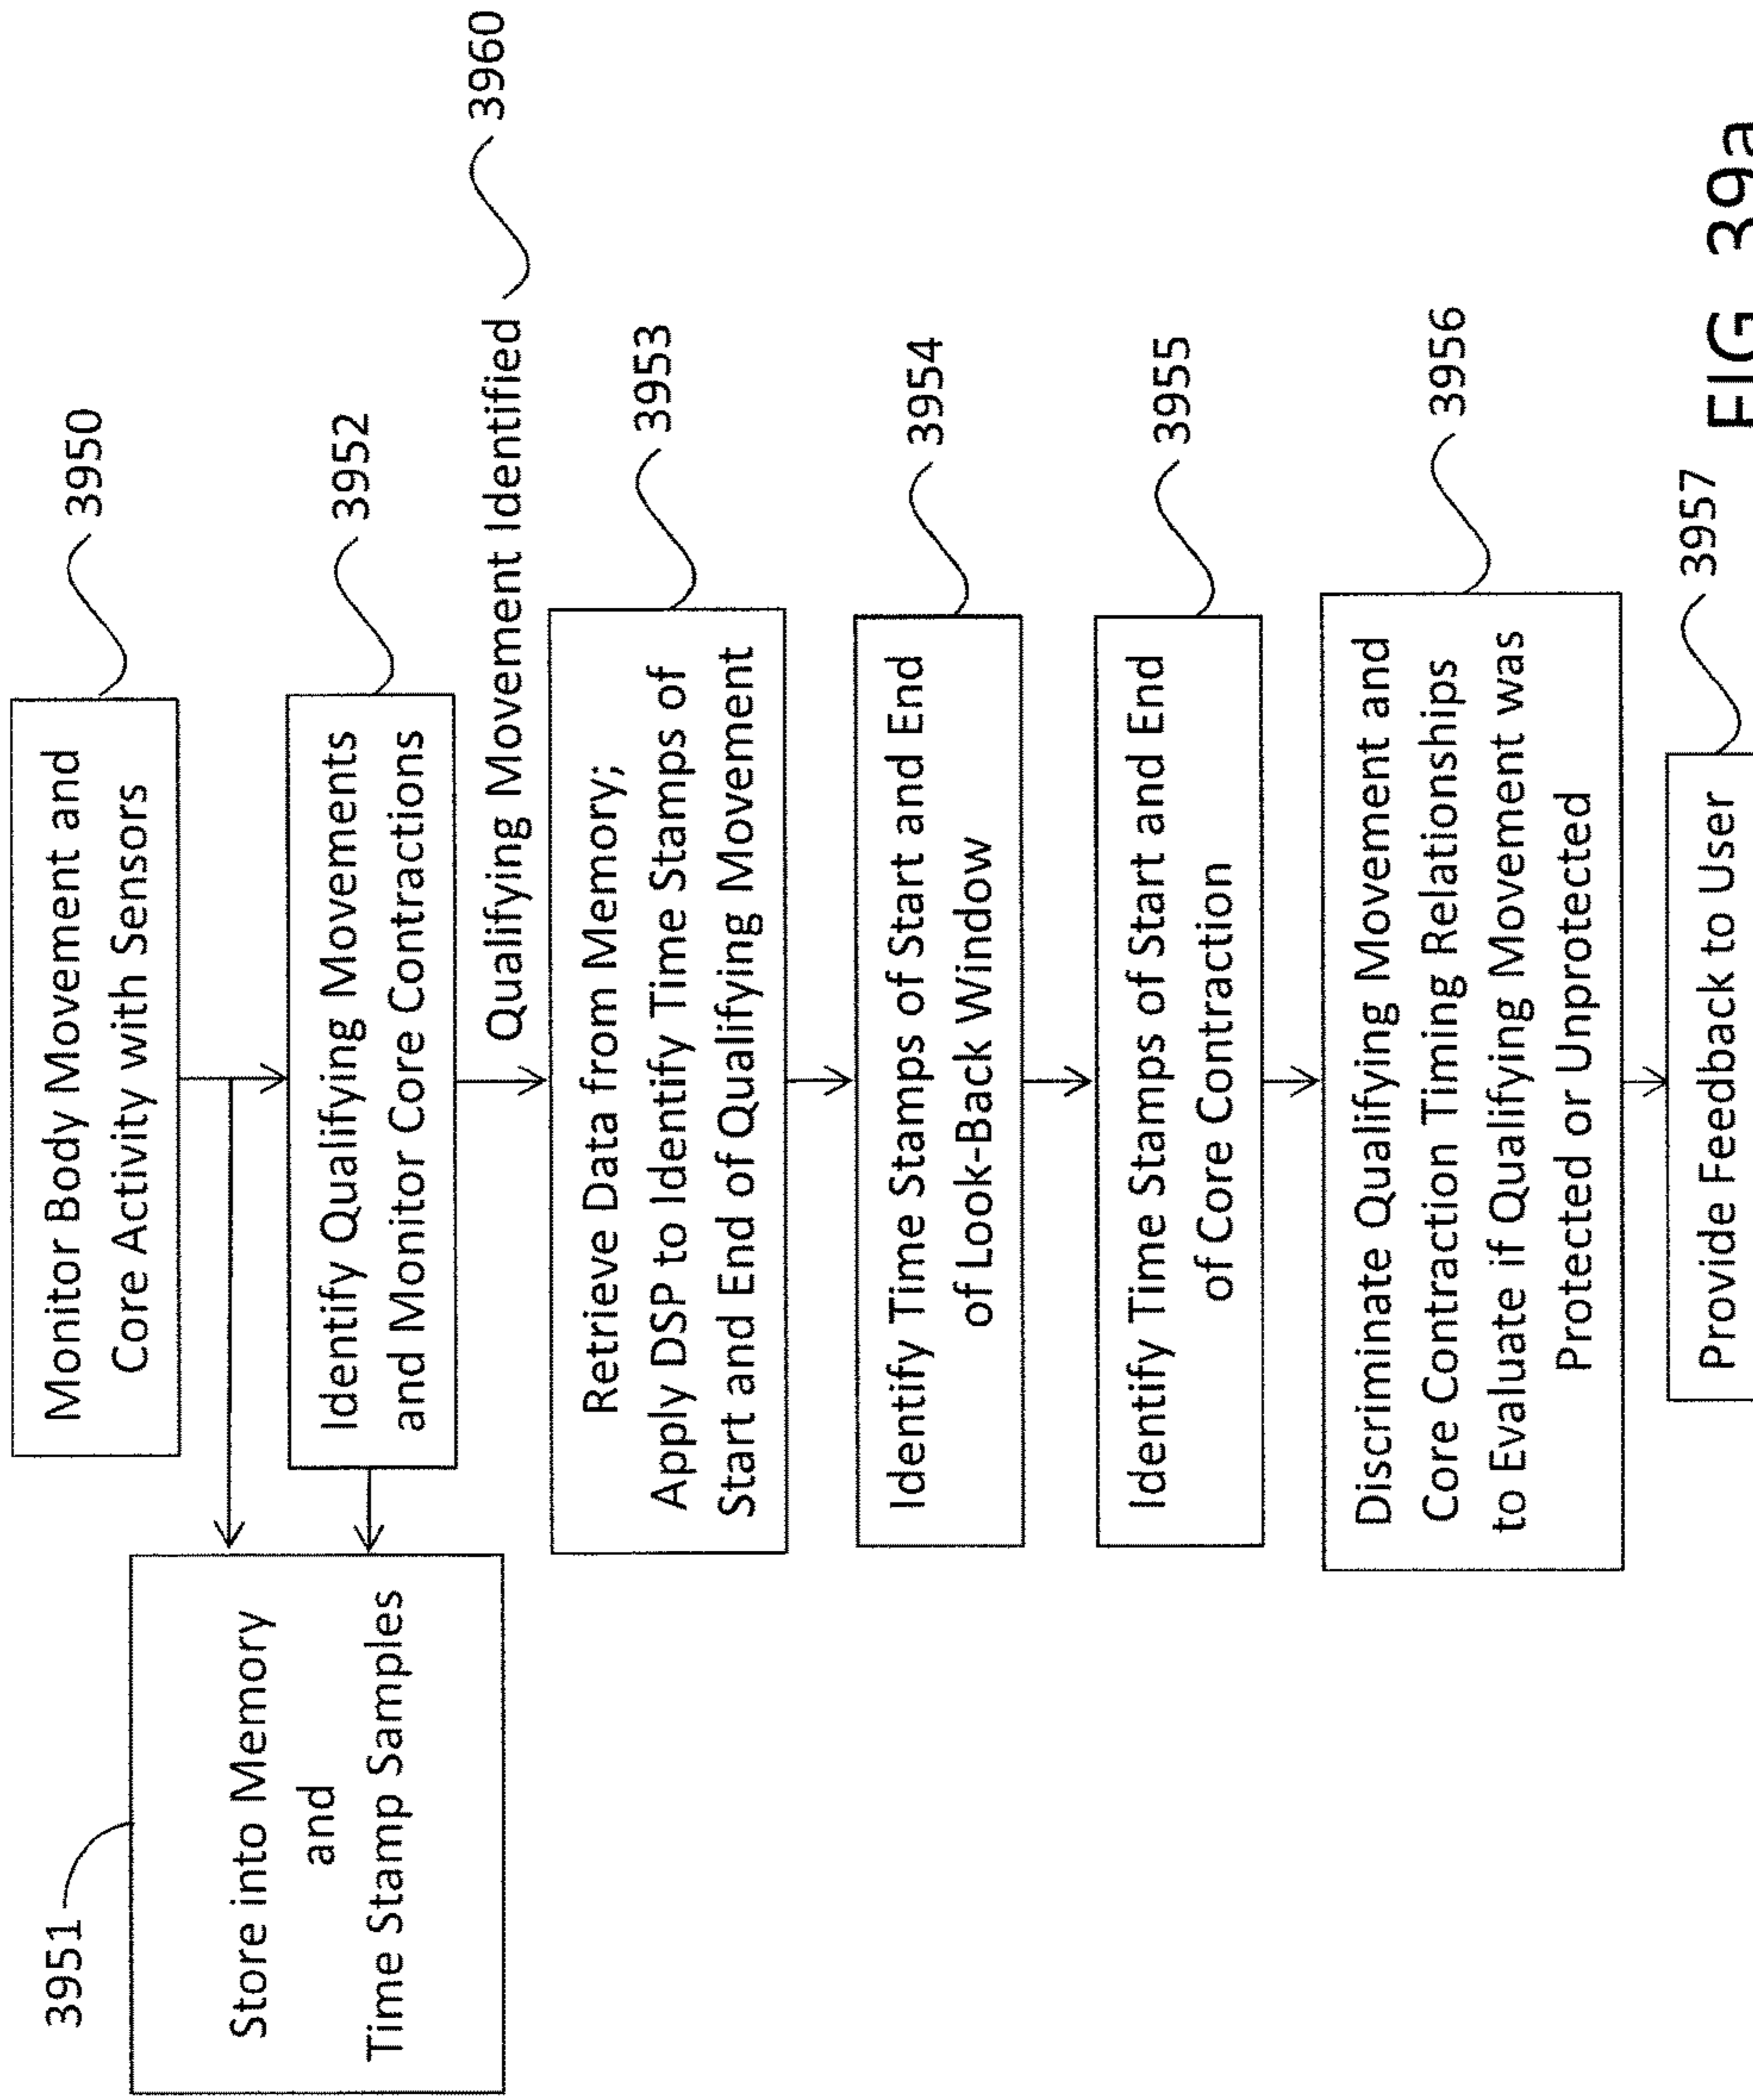 3950
Monitor Body Movement and
Core Activity with Sensors
3951
Store into Memory
and
Time Stamp Samples
3952
Identify Qualifying Movements
and Monitor Core Contractions
Qualifying Movement Identified
3960
3953
Retrieve Data from Memory;
Apply DSP to Identify Time Stamps of
Start and End of Qualifying Movement
3954
Identify Time Stamps of Start and End
of Look-Back Window
3955
Identify Time Stamps of Start and End
of Core Contraction
3956
Discriminate Qualifying Movement and
Core Contraction Timing Relationships
to Evaluate if Qualifying Movement was
Protected or Unprotected
3957
Provide Feedback to User
FIG 39a